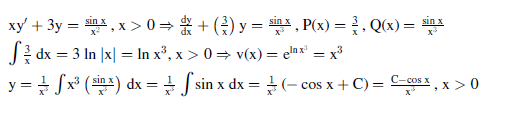 xy′ + 3y = sin x / x², x > 0 ⇒ dy/dx + (3/x) y = sin x / x³, P(x) = 3/x, Q(x) = sin x / x³
∫ 3/x dx = 3 ln |x| = ln x³, x > 0 ⇒ v(x) = e^(ln x³) = x³
y = 1/x³ ∫ x³ (sin x / x³) dx = 1/x³ ∫ sin x dx = 1/x³ (− cos x + C) = (C−cos x)/x³, x > 0